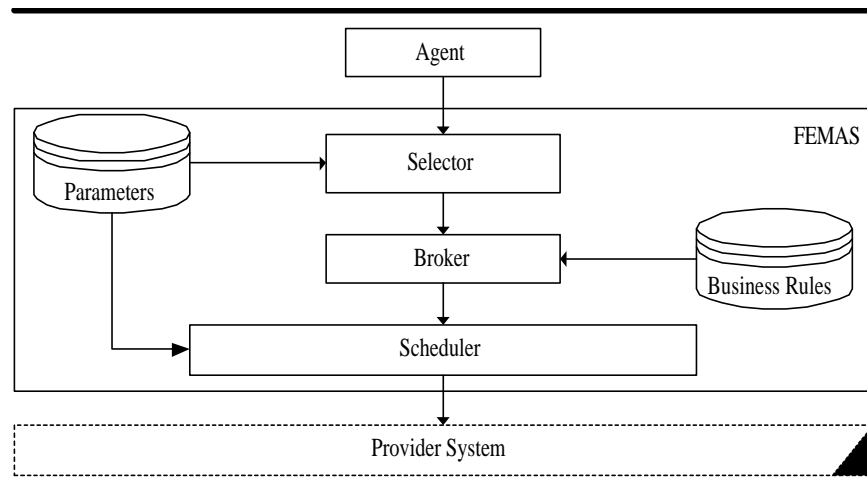 Agent
FEMAS
Selector
Parameters
Broker
Business Rules
Scheduler
Provider System